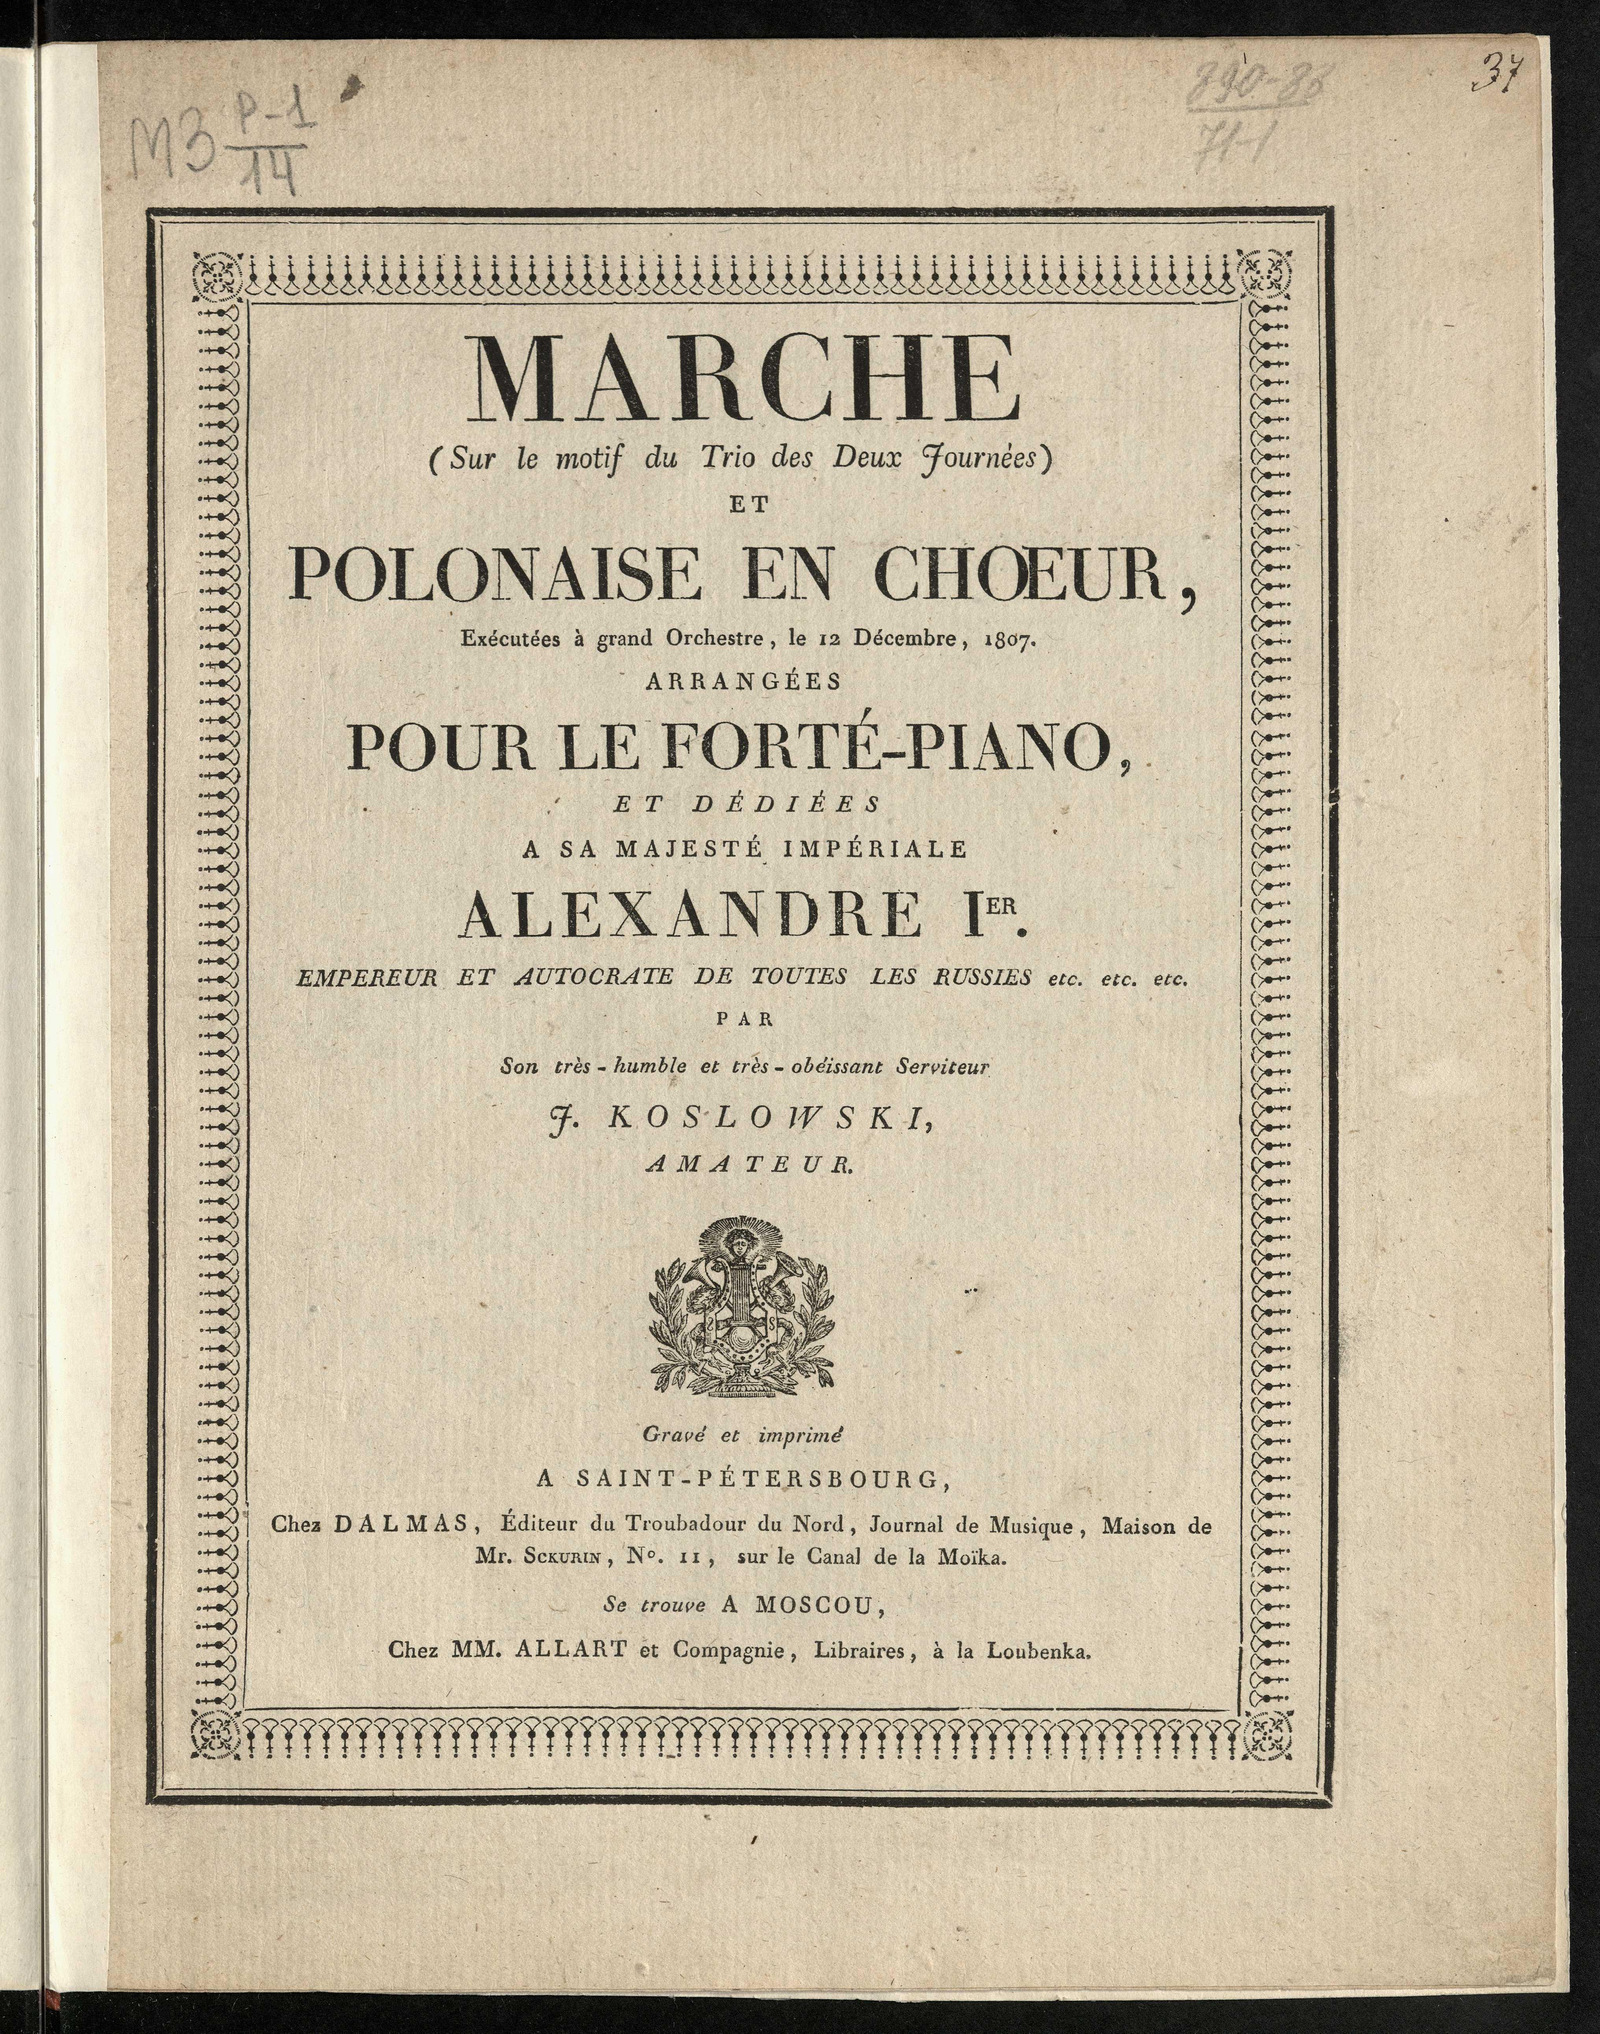 МЗ Р-1
14
890-86
71-1
37
MARCHE
(Sur le motif du Trio des Deux Journées)
ET
POLONAISE EN CHŒUR,
Exécutées à grand Orchestre, le 12 Décembre, 1807.
ARRANGÉES
POUR LE FORTÉ-PIANO,
ET DÉDIÉES
A SA MAJESTÉ IMPÉRIALE
ALEXANDRE IER.
EMPEREUR ET AUTOCRATE DE TOUTES LES RUSSIES etc. etc. etc.
PAR
Son très-humble et très-obéissant Serviteur
J. KOSLOWSKI,
AMATEUR.
Gravé et imprimé
A SAINT-PÉTERSBOURG,
Chez DALMAS, Éditeur du Troubadour du Nord, Journal de Musique, Maison de
Mr. SCKURIN, No. 11, sur le Canal de la Moïka.
Se trouve A MOSCOU,
Chez MM. ALLART et Compagnie, Libraires, à la Loubenka.